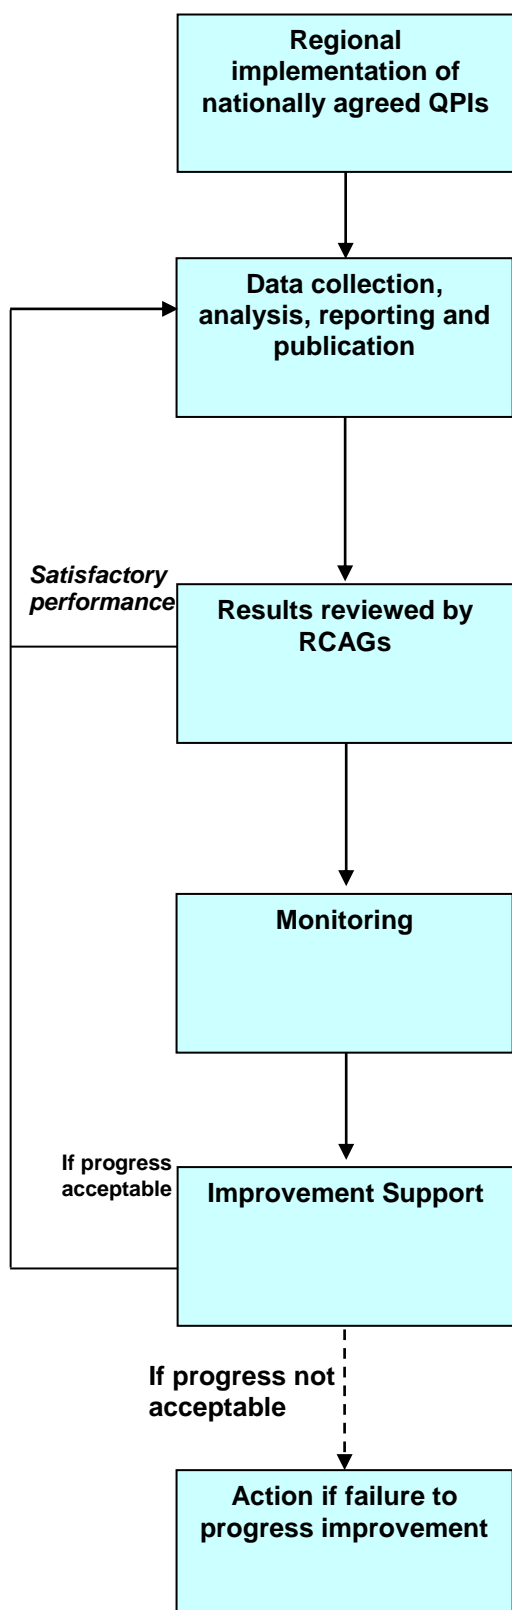 Regional
implementation of
nationally agreed QPIs
Data collection,
analysis, reporting and
publication
Satisfactory
performance
Results reviewed by
RCAGs
Monitoring
If progress
acceptable
Improvement Support
If progress not
acceptable
Action if failure to
progress improvement